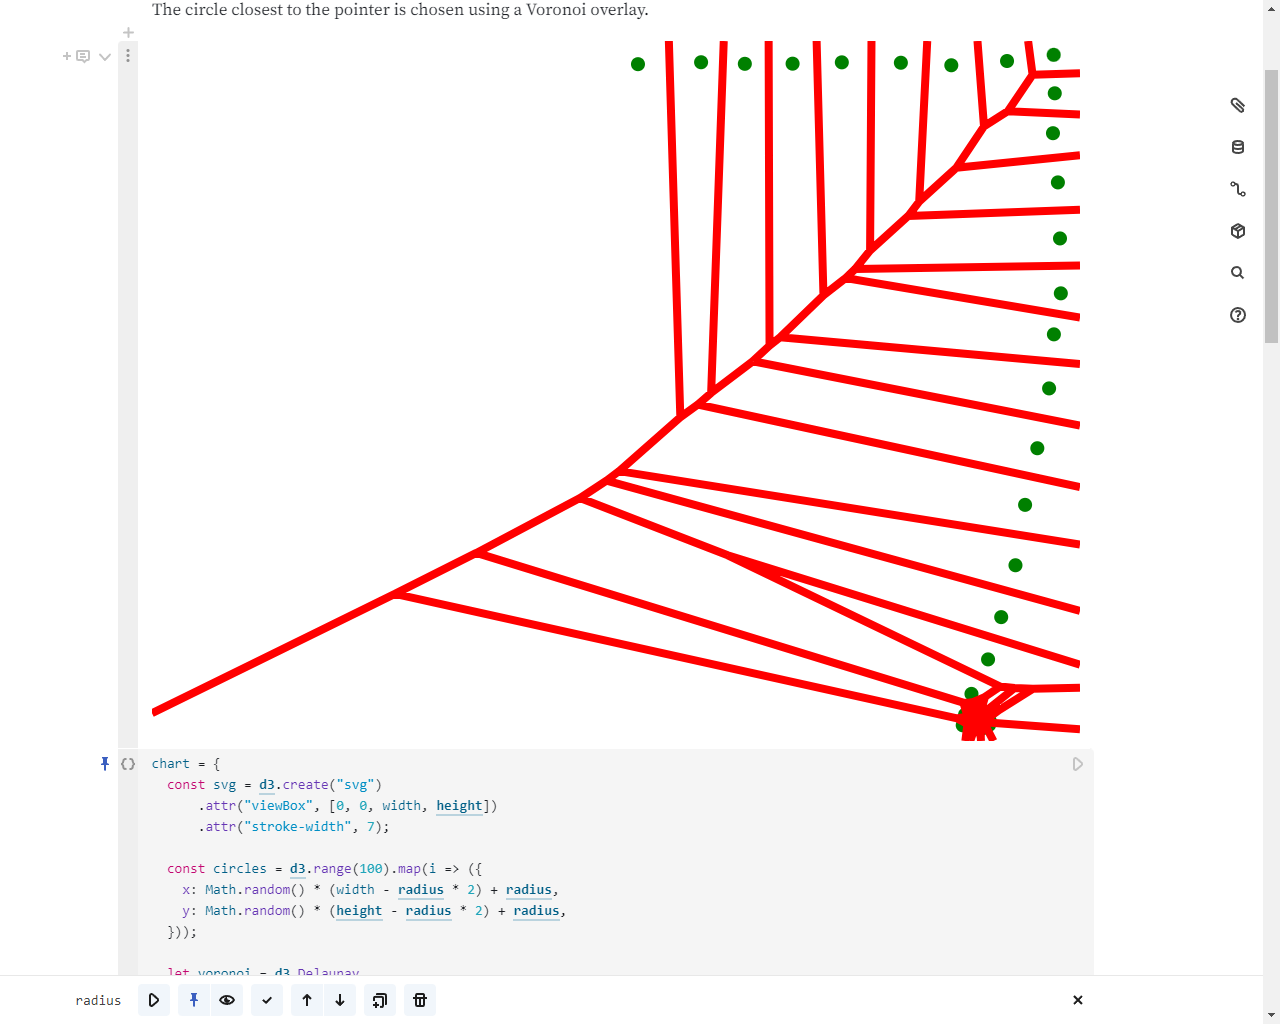 The circle closest to the pointer is chosen using a Voronoi overlay.
chart = {
const svg = d3.create("svg")
.attr("viewBox", [0, 0, width, height])
.attr("stroke-width", 7);
const circles = d3.range(100).map(i => ({
x: Math.random() * (width - radius * 2) + radius,
y: Math.random() * (height - radius * 2) + radius,
}));
let voronoi = d3.Delaunay
radius